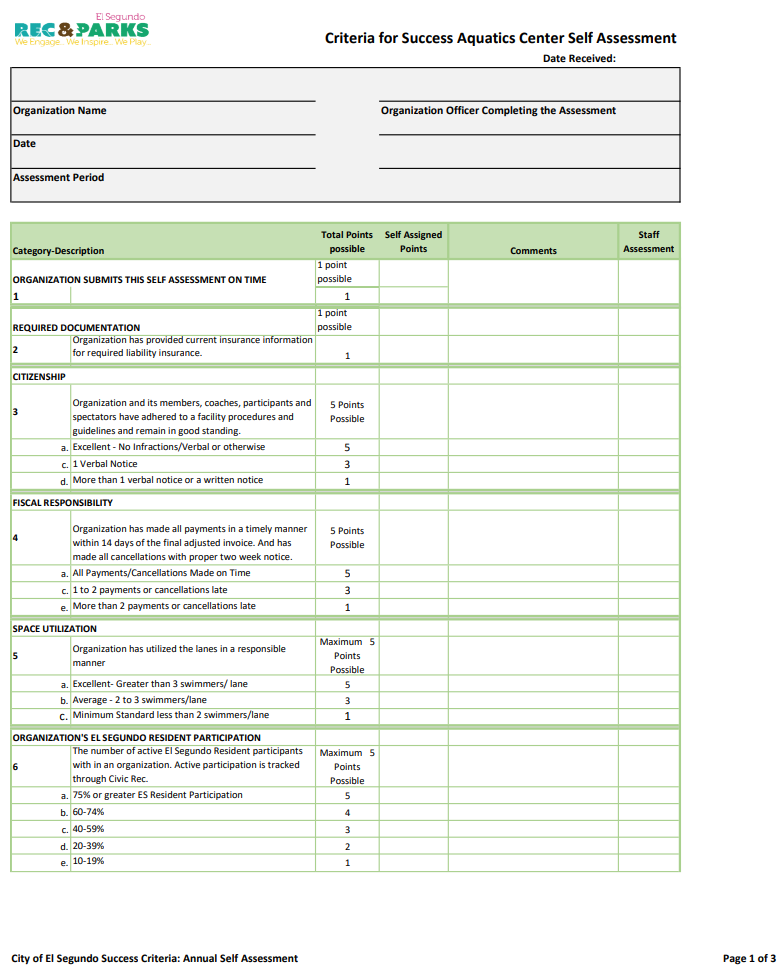 El Segundo
REC & PARKS
We Engage.. We Inspire.. We Play..
Criteria for Success Aquatics Center Self Assessment
Date Received:
Organization Name
Organization Officer Completing the Assessment
Date
Assessment Period
Category-Description
Total Points
possible
Self Assigned
Points
Comments
Staff
Assessment
ORGANIZATION SUBMITS THIS SELF ASSESSMENT ON TIME
1 point
possible
1
1
REQUIRED DOCUMENTATION
1 point
possible
2
Organization has provided current insurance information
for required liability insurance.
1
CITIZENSHIP
3
Organization and its members, coaches, participants and
spectators have adhered to a facility procedures and
guidelines and remain in good standing.
5 Points
Possible
a. Excellent - No Infractions/Verbal or otherwise 5
c. 1 Verbal Notice 3
d. More than 1 verbal notice or a written notice 1
FISCAL RESPONSIBILITY
4
Organization has made all payments in a timely manner
within 14 days of the final adjusted invoice. And has
made all cancellations with proper two week notice.
5 Points
Possible
a. All Payments/Cancellations Made on Time 5
c. 1 to 2 payments or cancellations late 3
e. More than 2 payments or cancellations late 1
SPACE UTILIZATION
5
Organization has utilized the lanes in a responsible
manner
Maximum 5
Points
Possible
a. Excellent- Greater than 3 swimmers/ lane 5
b. Average - 2 to 3 swimmers/lane 3
c. Minimum Standard less than 2 swimmers/lane 1
ORGANIZATION'S EL SEGUNDO RESIDENT PARTICIPATION
6
The number of active El Segundo Resident participants
with in an organization. Active participation is tracked
through Civic Rec.
Maximum 5
Points
Possible
a. 75% or greater ES Resident Participation 5
b. 60-74% 4
c. 40-59% 3
d. 20-39% 2
e. 10-19% 1
City of El Segundo Success Criteria: Annual Self Assessment
Page 1 of 3